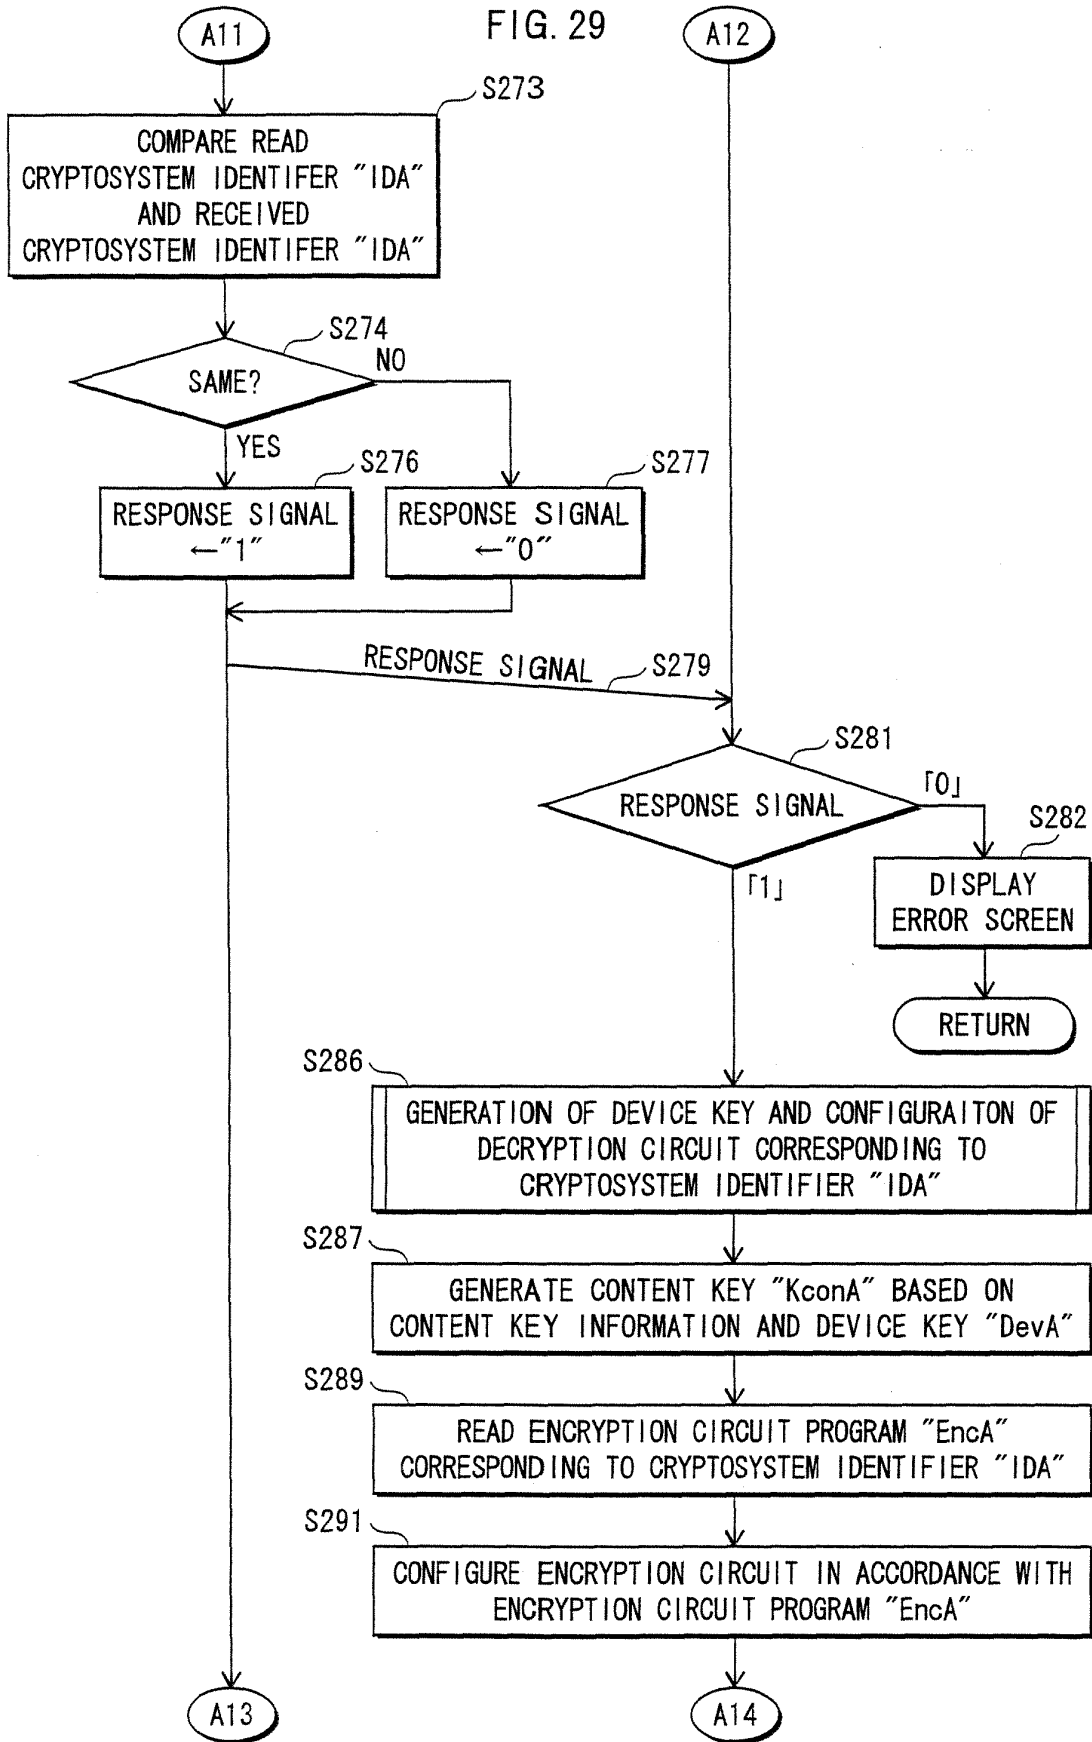 FIG. 29
A11
A12
S273
COMPARE READ
CRYPTOSYSTEM IDENTIFER "IDA"
AND RECEIVED
CRYPTOSYSTEM IDENTIFER "IDA"
S274
SAME?
NO
YES
S276
RESPONSE SIGNAL
←"1"
S277
RESPONSE SIGNAL
←"0"
RESPONSE SIGNAL
S279
S281
RESPONSE SIGNAL
「0」
「1」
S282
DISPLAY
ERROR SCREEN
RETURN
S286
GENERATION OF DEVICE KEY AND CONFIGURAITON OF
DECRYPTION CIRCUIT CORRESPONDING TO
CRYPTOSYSTEM IDENTIFIER "IDA"
S287
GENERATE CONTENT KEY "KconA" BASED ON
CONTENT KEY INFORMATION AND DEVICE KEY "DevA"
S289
READ ENCRYPTION CIRCUIT PROGRAM "EncA"
CORRESPONDING TO CRYPTOSYSTEM IDENTIFIER "IDA"
S291
CONFIGURE ENCRYPTION CIRCUIT IN ACCORDANCE WITH
ENCRYPTION CIRCUIT PROGRAM "EncA"
A13
A14